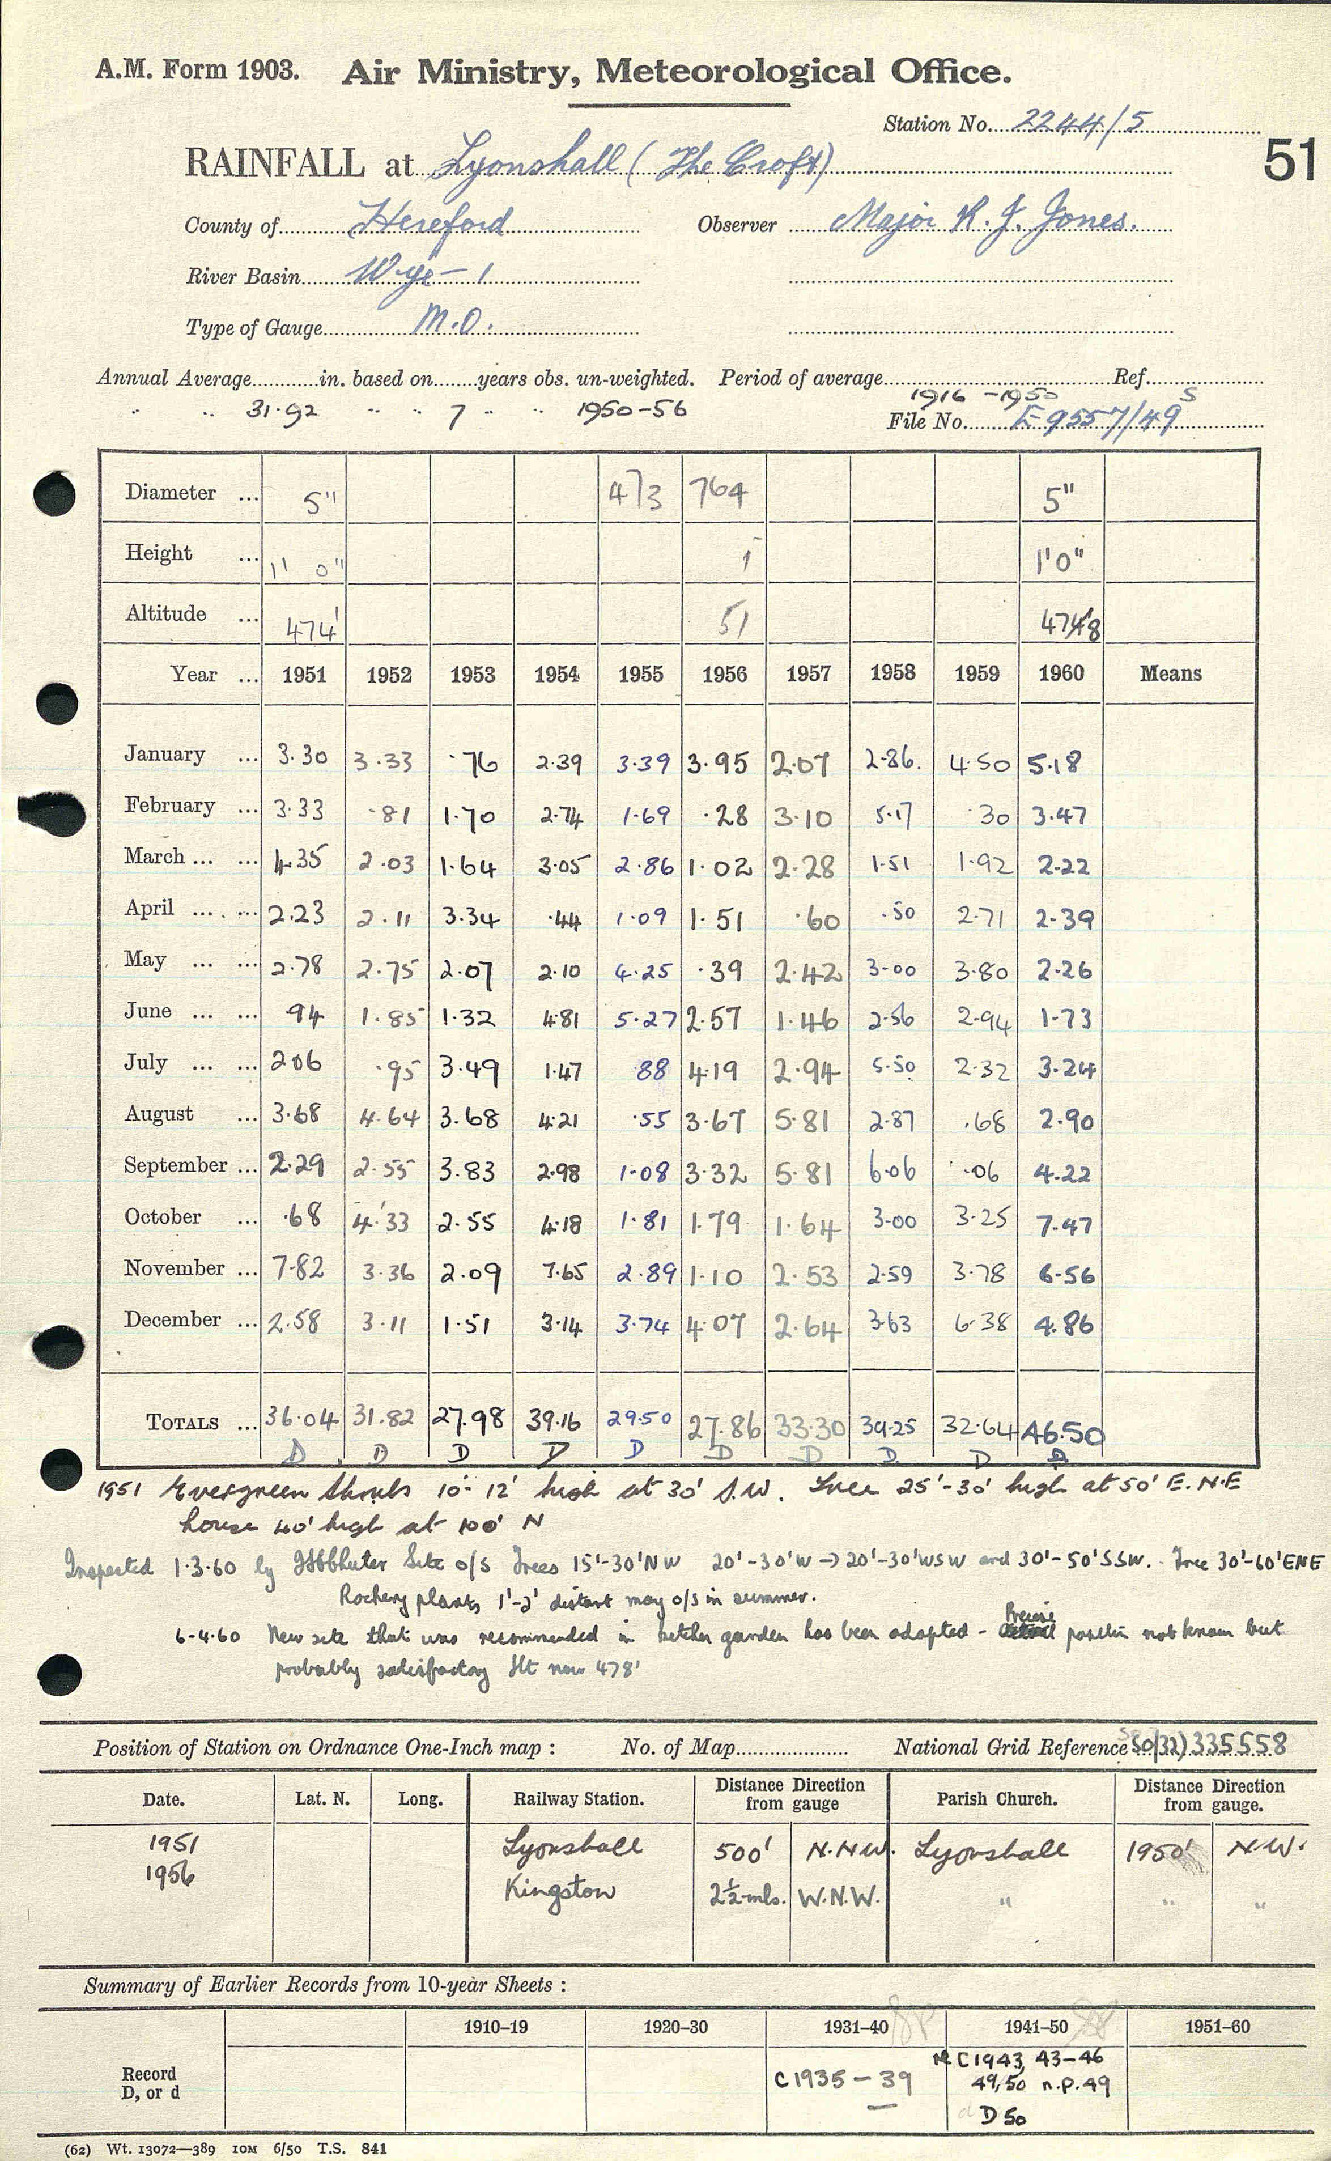 A.M. Form 1903. Air Ministry, Meteorological Office.
Station No. 2244/5
51
RAINFALL at Lyonshall (The Croft)
County of Hereford Observer Major K. J. Jones.
River Basin Wye - 1
Type of Gauge M.O.
Annual Average in. based on years obs. un-weighted. Period of average Ref.
" " 31.92 " " 7 " " 1950-56 1916 - 1950 S
File No. E9557/49
Diameter ... 5" 473 764 5"
Height ... 1' 0" 1 1'0"
Altitude ... 474' 51 478
Year ... 1951 1952 1953 1954 1955 1956 1957 1958 1959 1960 Means
January ... 3.30 3.33 .76 2.39 3.39 3.95 2.07 2.86 4.50 5.18
February ... 3.33 .81 1.70 2.74 1.69 .28 3.10 5.17 .30 3.47
March ... ... 4.35 2.03 1.64 3.05 2.86 1.02 2.28 1.51 1.92 2.22
April ... ... 2.23 2.11 3.34 .44 1.09 1.51 .60 .50 2.71 2.39
May ... ... 2.78 2.75 2.07 2.10 4.25 .39 2.42 3.00 3.80 2.26
June ... ... 94 1.85 1.32 4.81 5.27 2.57 1.46 2.56 2.94 1.73
July ... ... 2.06 .95 3.49 1.47 88 4.19 2.94 5.50 2.32 3.24
August ... 3.68 4.64 3.68 4.21 .55 3.67 5.81 2.87 .68 2.90
September ... 2.29 2.55 3.83 2.98 1.08 3.32 5.81 6.06 .06 4.22
October ... .68 4.33 2.55 4.18 1.81 1.79 1.64 3.00 3.25 7.47
November ... 7.82 3.36 2.09 7.65 2.89 1.10 2.53 2.59 3.78 6.56
December ... 2.58 3.11 1.51 3.14 3.74 4.07 2.64 3.63 6.38 4.86
TOTALS ... 36.04 31.82 27.98 39.16 29.50 27.86 33.30 39.25 32.64 46.50
D D D D D D D D D D
1951 Evergreen shrubs 10'-12' high at 30' S.W. Tree 25'-30' high at 50' E.N.E
house 40' high at 100' N
Inspected 1.3.60 by Site o/s Trees 15'-30'NW 20'-30'W → 20'-30'WSW and 30'-50'SSW. Tree 30'-60'ENE
Rockery plants 1'-2' distant may o/s in summer.
6-4.60 New site that was recommended in kitchen garden has been adopted - Precise position not known but
probably satisfactory Ht now 478'
Position of Station on Ordnance One-Inch map : No. of Map National Grid Reference SO(32)335558
Date. Lat. N. Long. Railway Station. Distance Direction from gauge Parish Church. Distance Direction from gauge.
1951 Lyonshall 500' N.N.W. Lyonshall 1950' N.W.
1956 Kingston 2½ mls. W.N.W. " " "
Summary of Earlier Records from 10-year Sheets :
1910-19 1920-30 1931-40 1941-50 1951-60
Record D, or d C1935 - 39 C1943, 43-46
49,50 n.p.49
D 50
(62) Wt. 13072—389 10M 6/50 T.S. 841